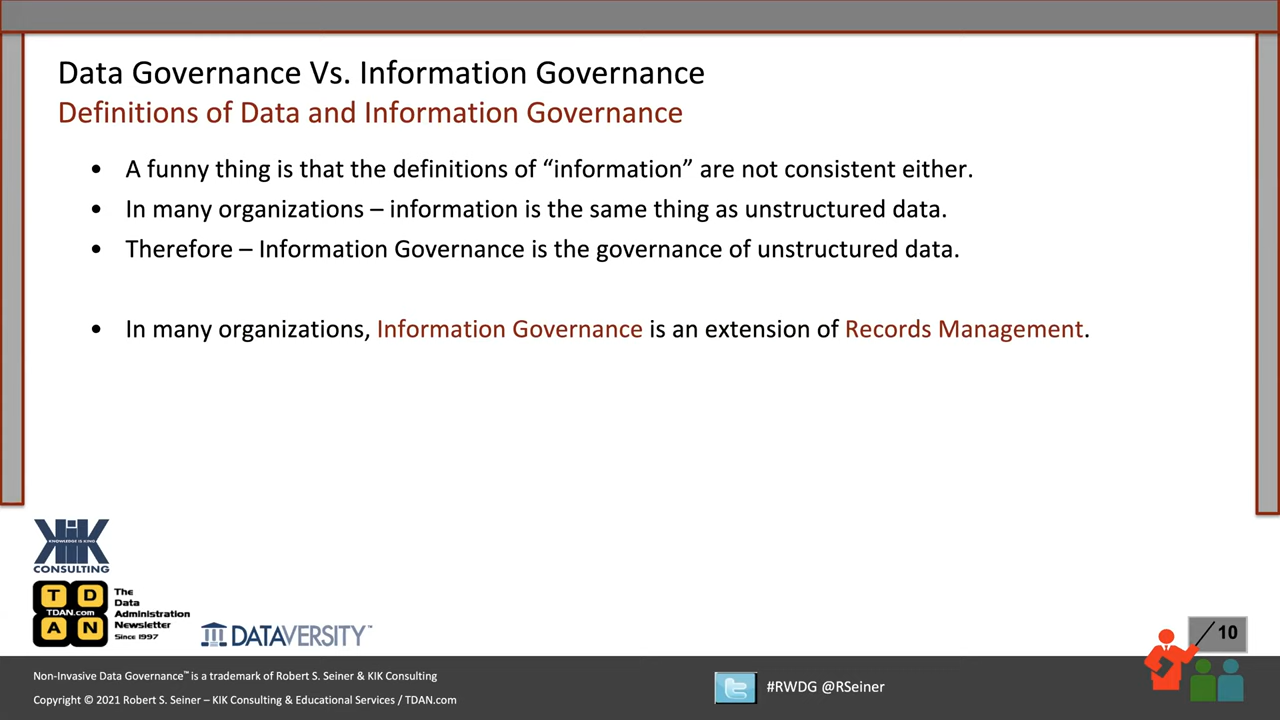 Data Governance Vs. Information Governance
Definitions of Data and Information Governance
• A funny thing is that the definitions of “information” are not consistent either.
• In many organizations – information is the same thing as unstructured data.
• Therefore – Information Governance is the governance of unstructured data.
• In many organizations, Information Governance is an extension of Records Management.
KIK
KNOWLEDGE IS KING
CONSULTING
T D
TDAN.com
A N
The
Data
Administration
Newsletter
Since 1997
DATAVERSITY™
10
Non-Invasive Data Governance™ is a trademark of Robert S. Seiner & KIK Consulting
Copyright © 2021 Robert S. Seiner – KIK Consulting & Educational Services / TDAN.com
#RWDG @RSeiner